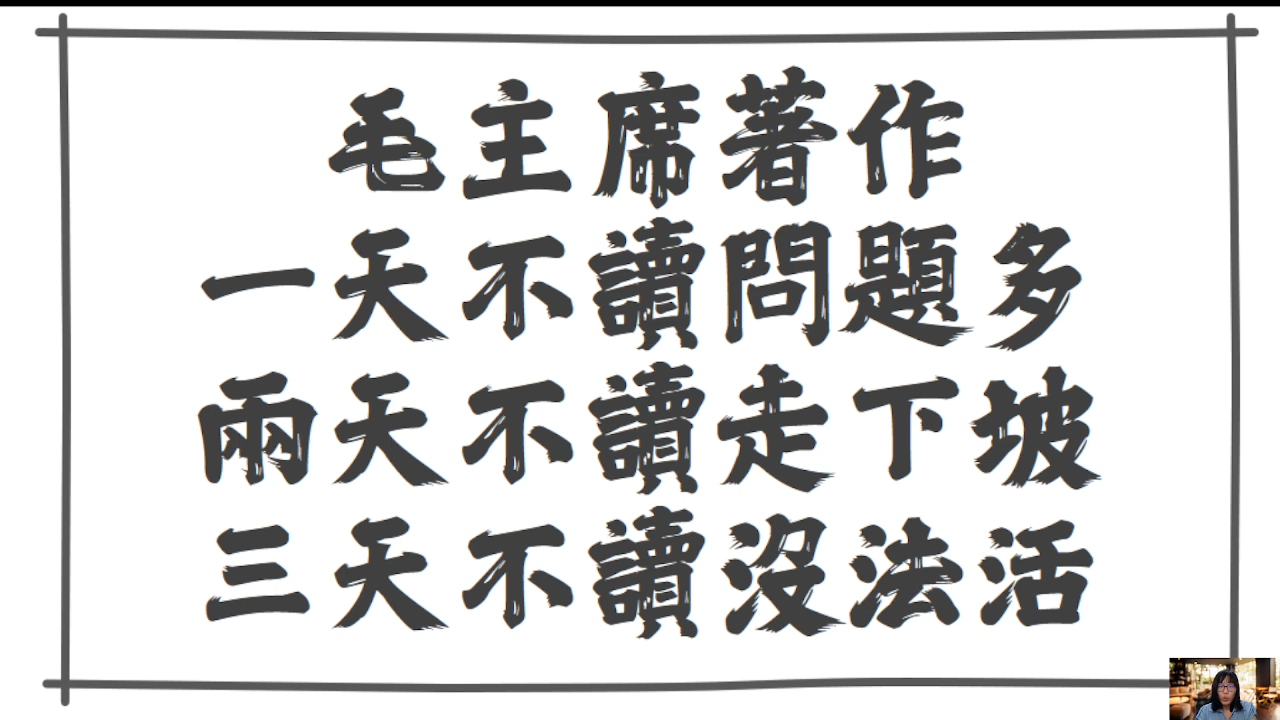 毛主席著作
一天不讀問題多
兩天不讀走下坡
三天不讀沒法活